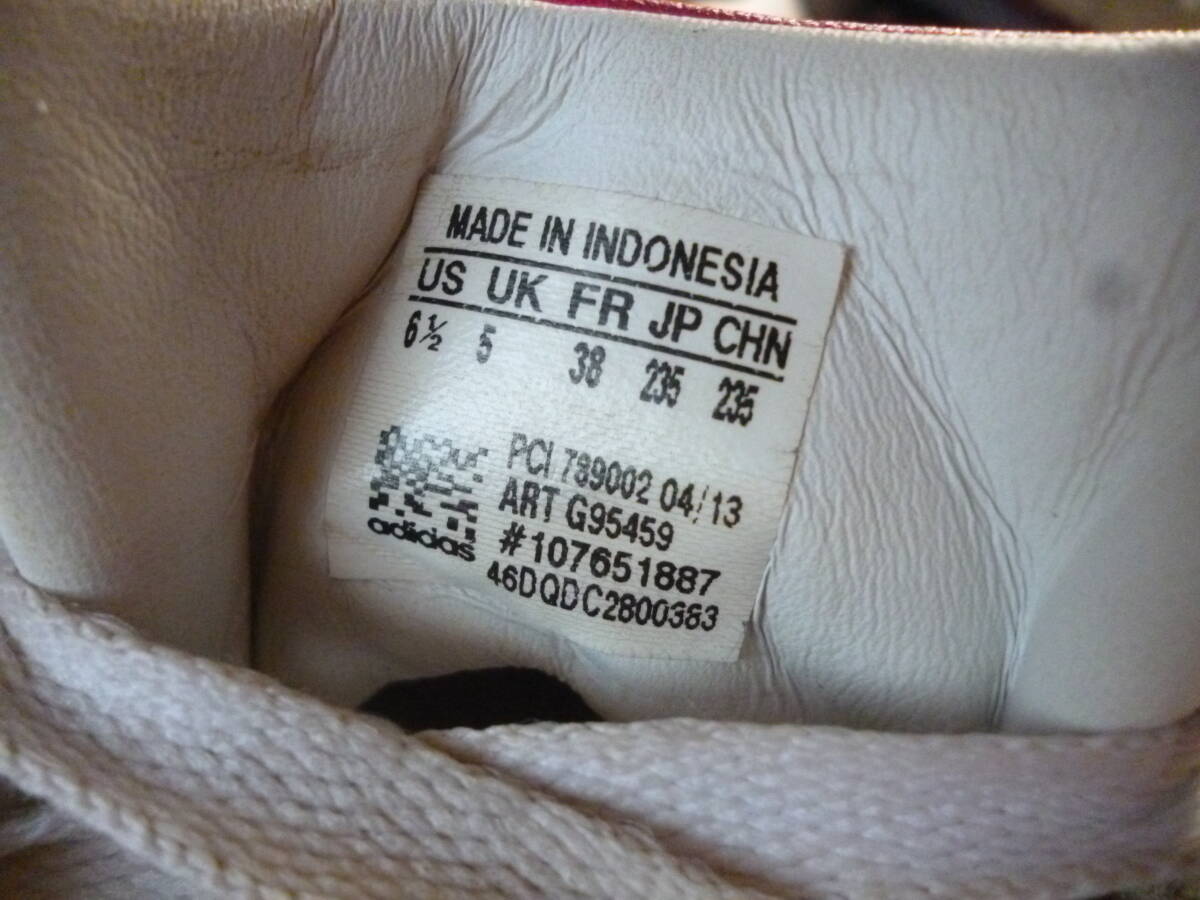 MADE IN INDONESIA
US UK FR JP CHN
6½ 5 38 235 235
PCI 789002 04/13
ART G95459
#107651887
46DQDC2800383
adidas